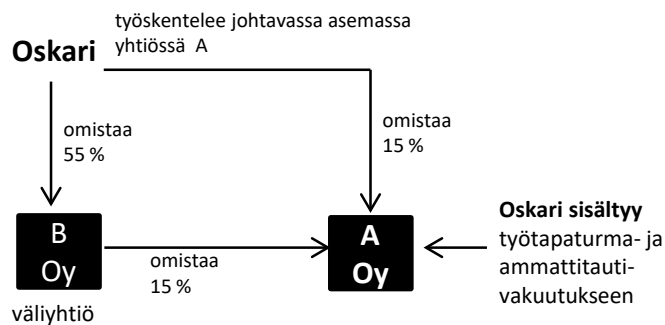 työskentelee johtavassa asemassa
yhtiössä A
Oskari
omistaa
55 %
omistaa
15 %
B
Oy
väliyhtiö
omistaa
15 %
A
Oy
Oskari sisältyy
työtapaturma- ja
ammattitauti-
vakuutukseen